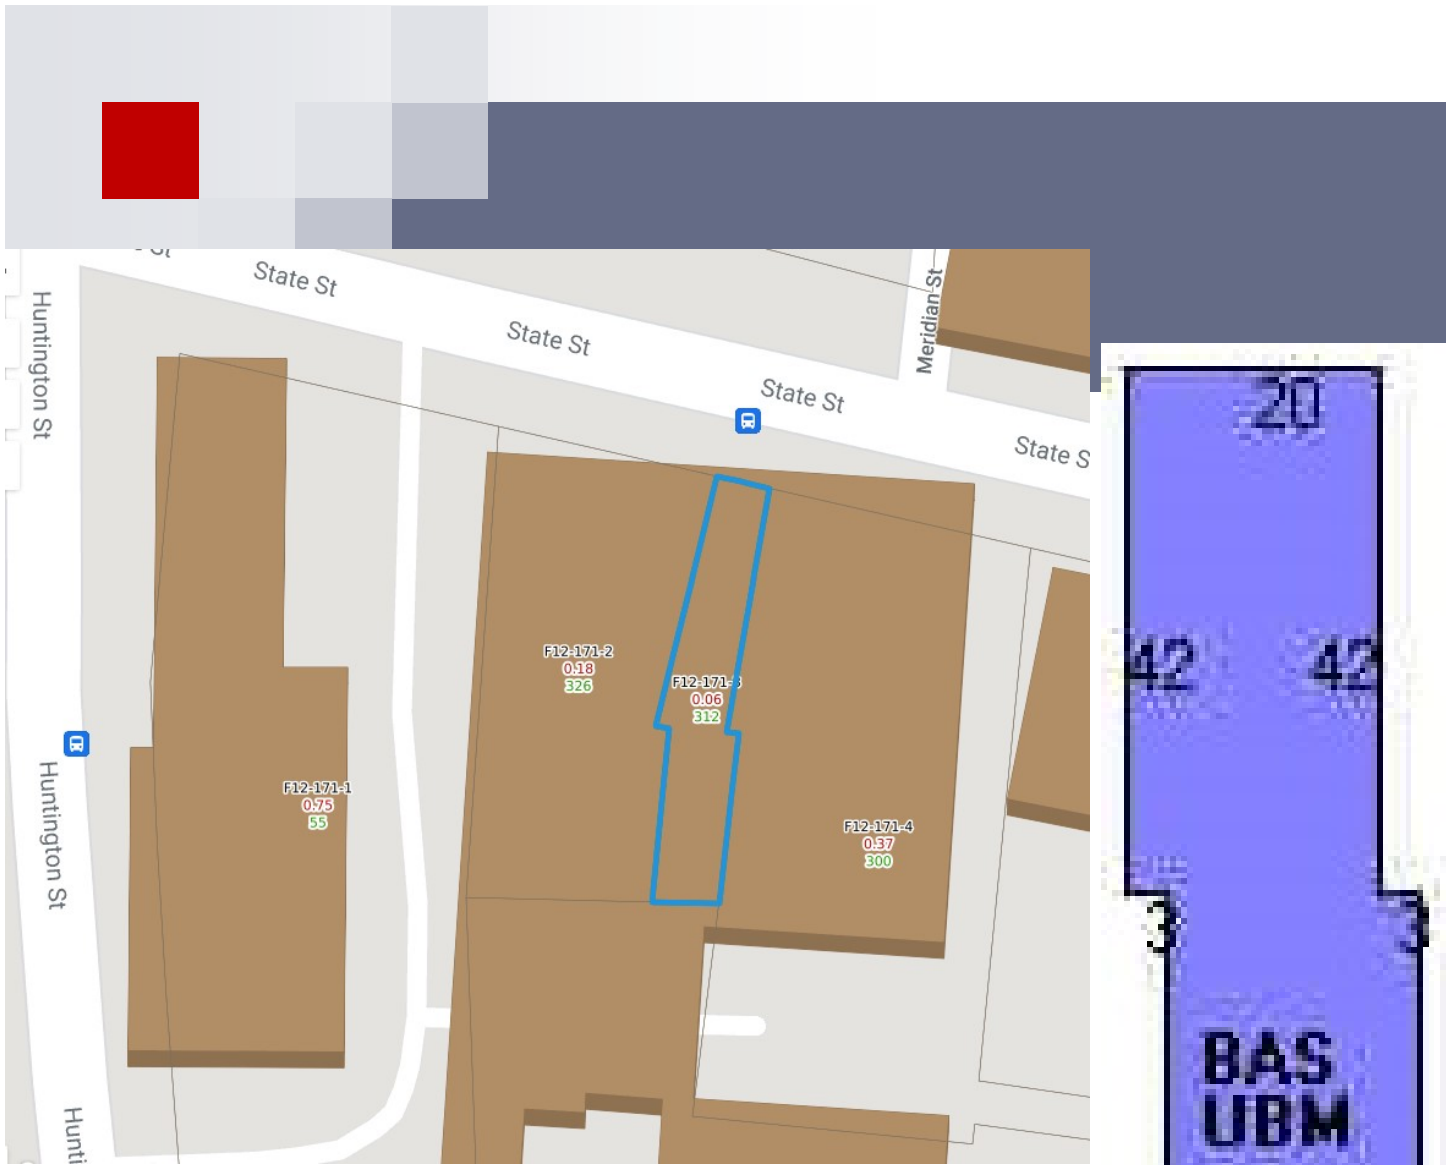 State St
State St
State St
State S
Meridian St
Huntington St
Huntington St
Hunti
F12-171-2
0.18
326
F12-171-3
0.06
312
F12-171-1
0.75
55
F12-171-4
0.37
300
20
42
42
3
3
BAS
UBM